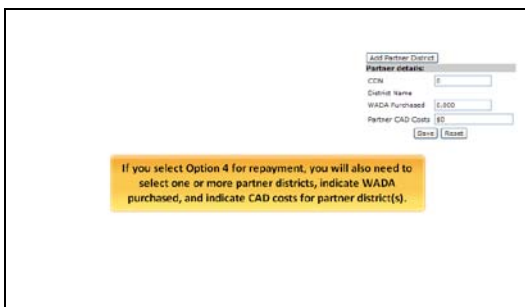 Add Partner District
Partner details:
CDN 0
District Name
WADA Purchased 0.000
Partner CAD Costs $0
Save Reset
If you select Option 4 for repayment, you will also need to
select one or more partner districts, indicate WADA
purchased, and indicate CAD costs for partner district(s).